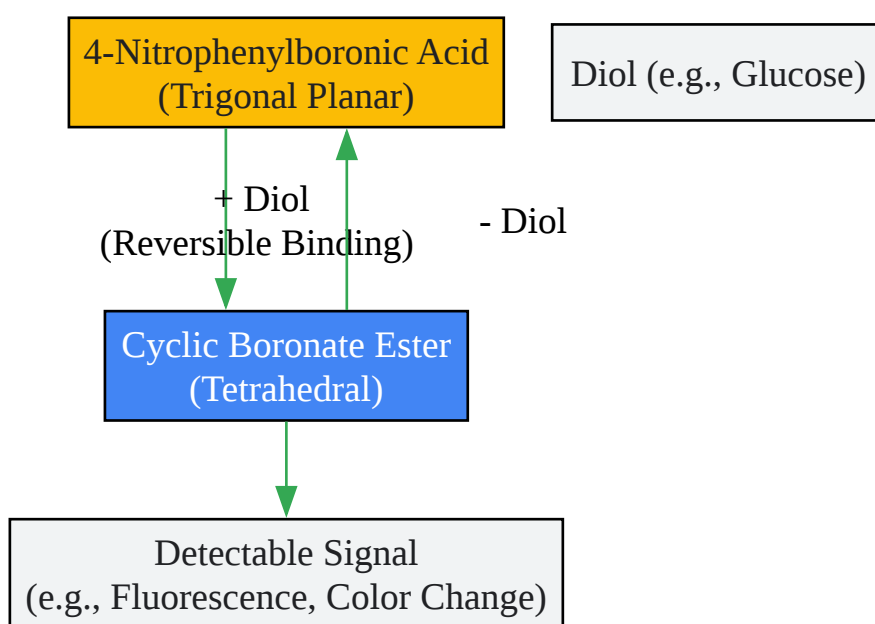 4-Nitrophenylboronic Acid
(Trigonal Planar)
Diol (e.g., Glucose)
+ Diol
(Reversible Binding)
- Diol
Cyclic Boronate Ester
(Tetrahedral)
Detectable Signal
(e.g., Fluorescence, Color Change)